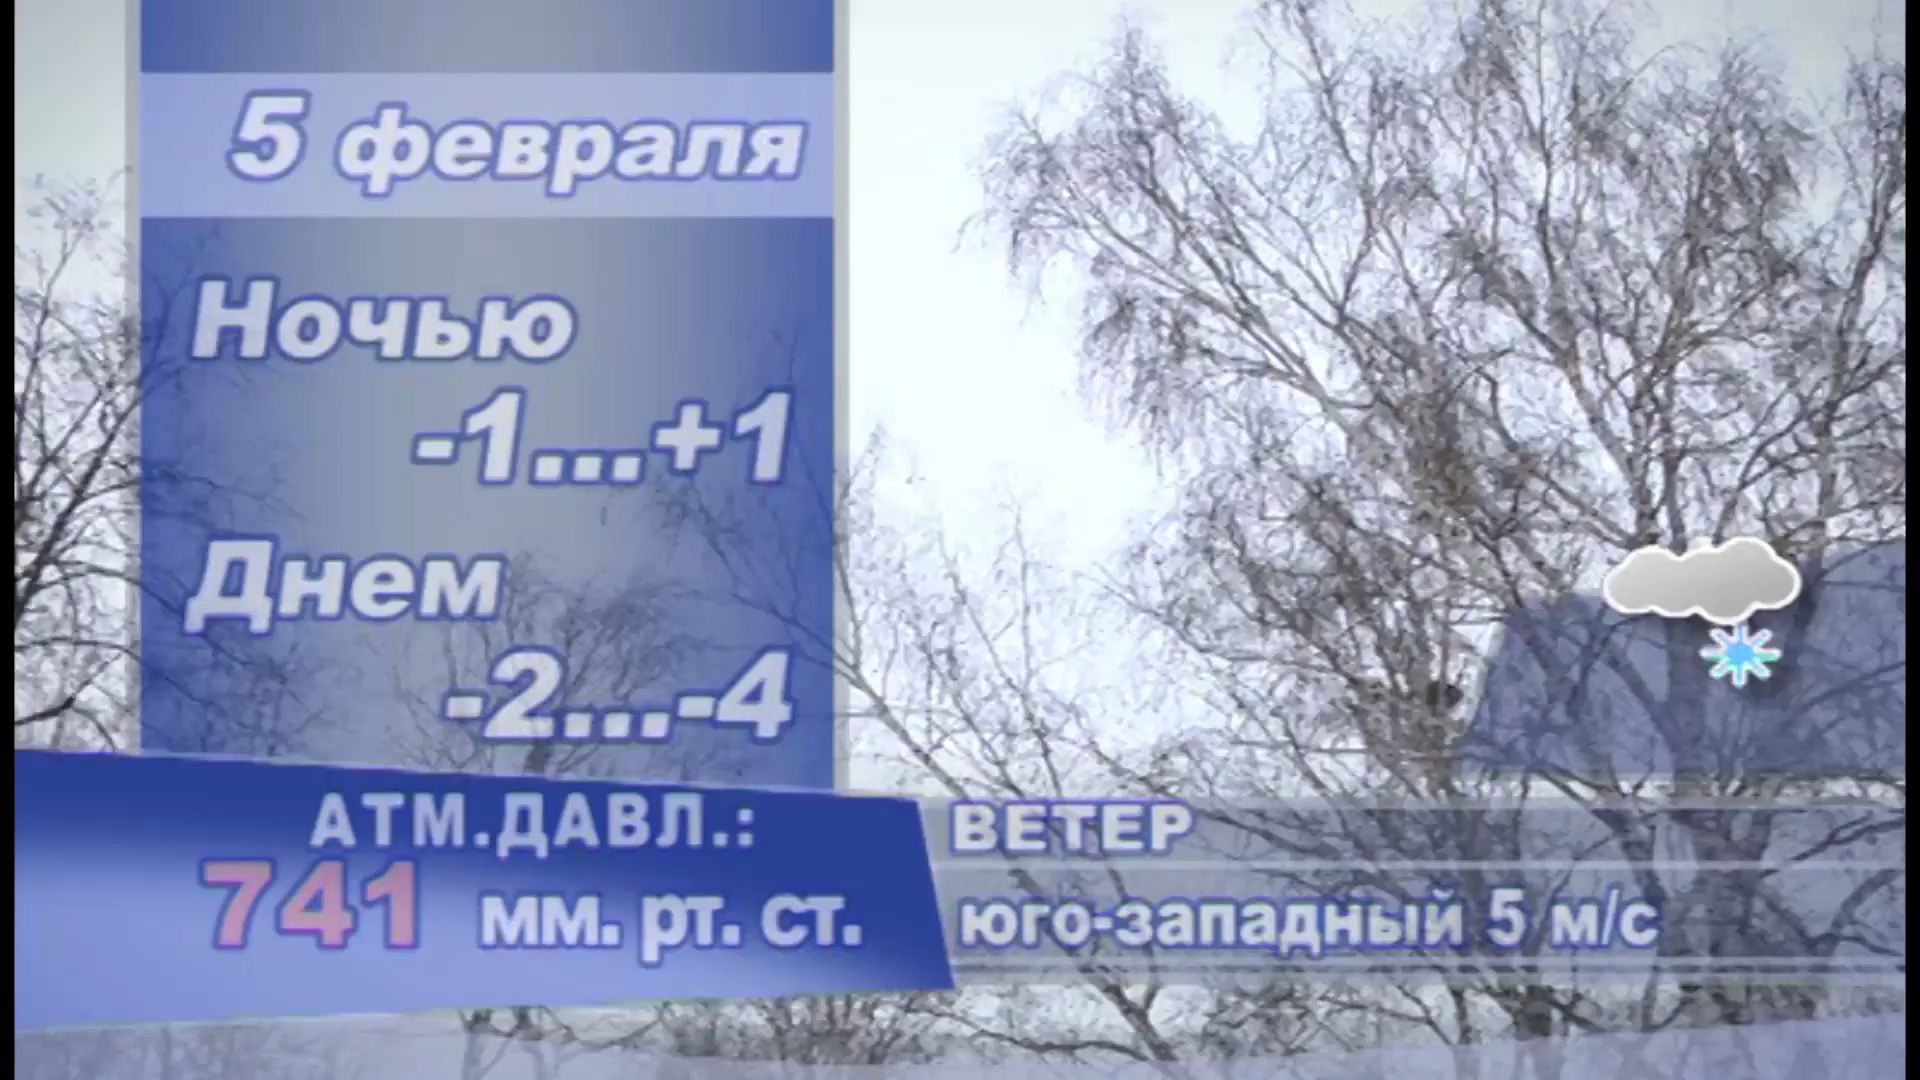 5 февраля
Ночью
-1...+1
Днем
-2...-4
АТМ.ДАВЛ.:
741 мм. рт. ст.
ВЕТЕР
юго-западный 5 м/с